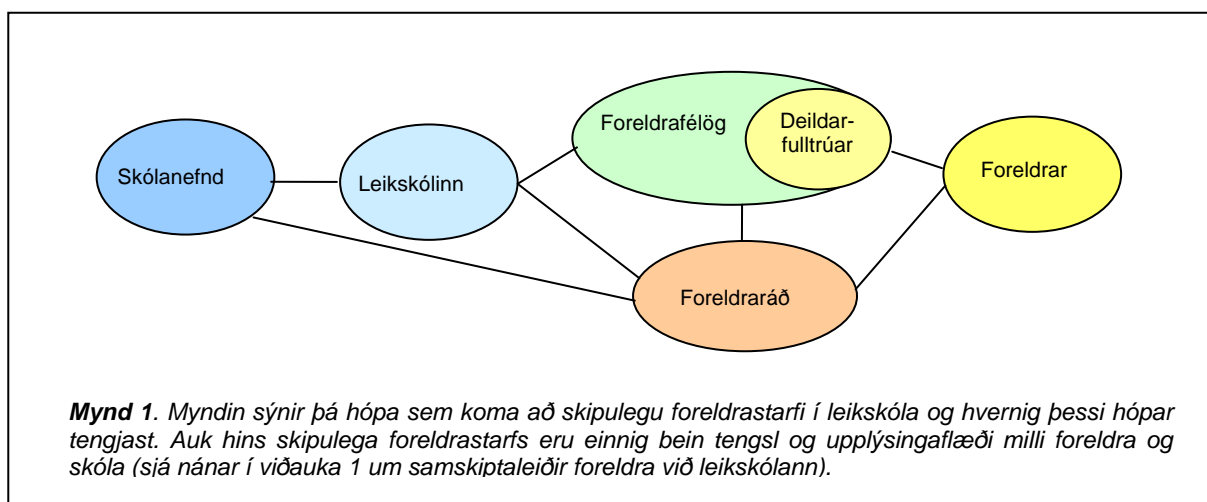 Skólanefnd
Leikskólinn
Foreldrafélög
Deildar-
fulltrúar
Foreldrar
Foreldraráð
Mynd 1. Myndin sýnir þá hópa sem koma að skipulegu foreldrastarfi í leikskóla og hvernig þessi hópar
tengjast. Auk hins skipulega foreldrastarfs eru einnig bein tengsl og upplýsingaflæði milli foreldra og
skóla (sjá nánar í viðauka 1 um samskiptaleiðir foreldra við leikskólann).